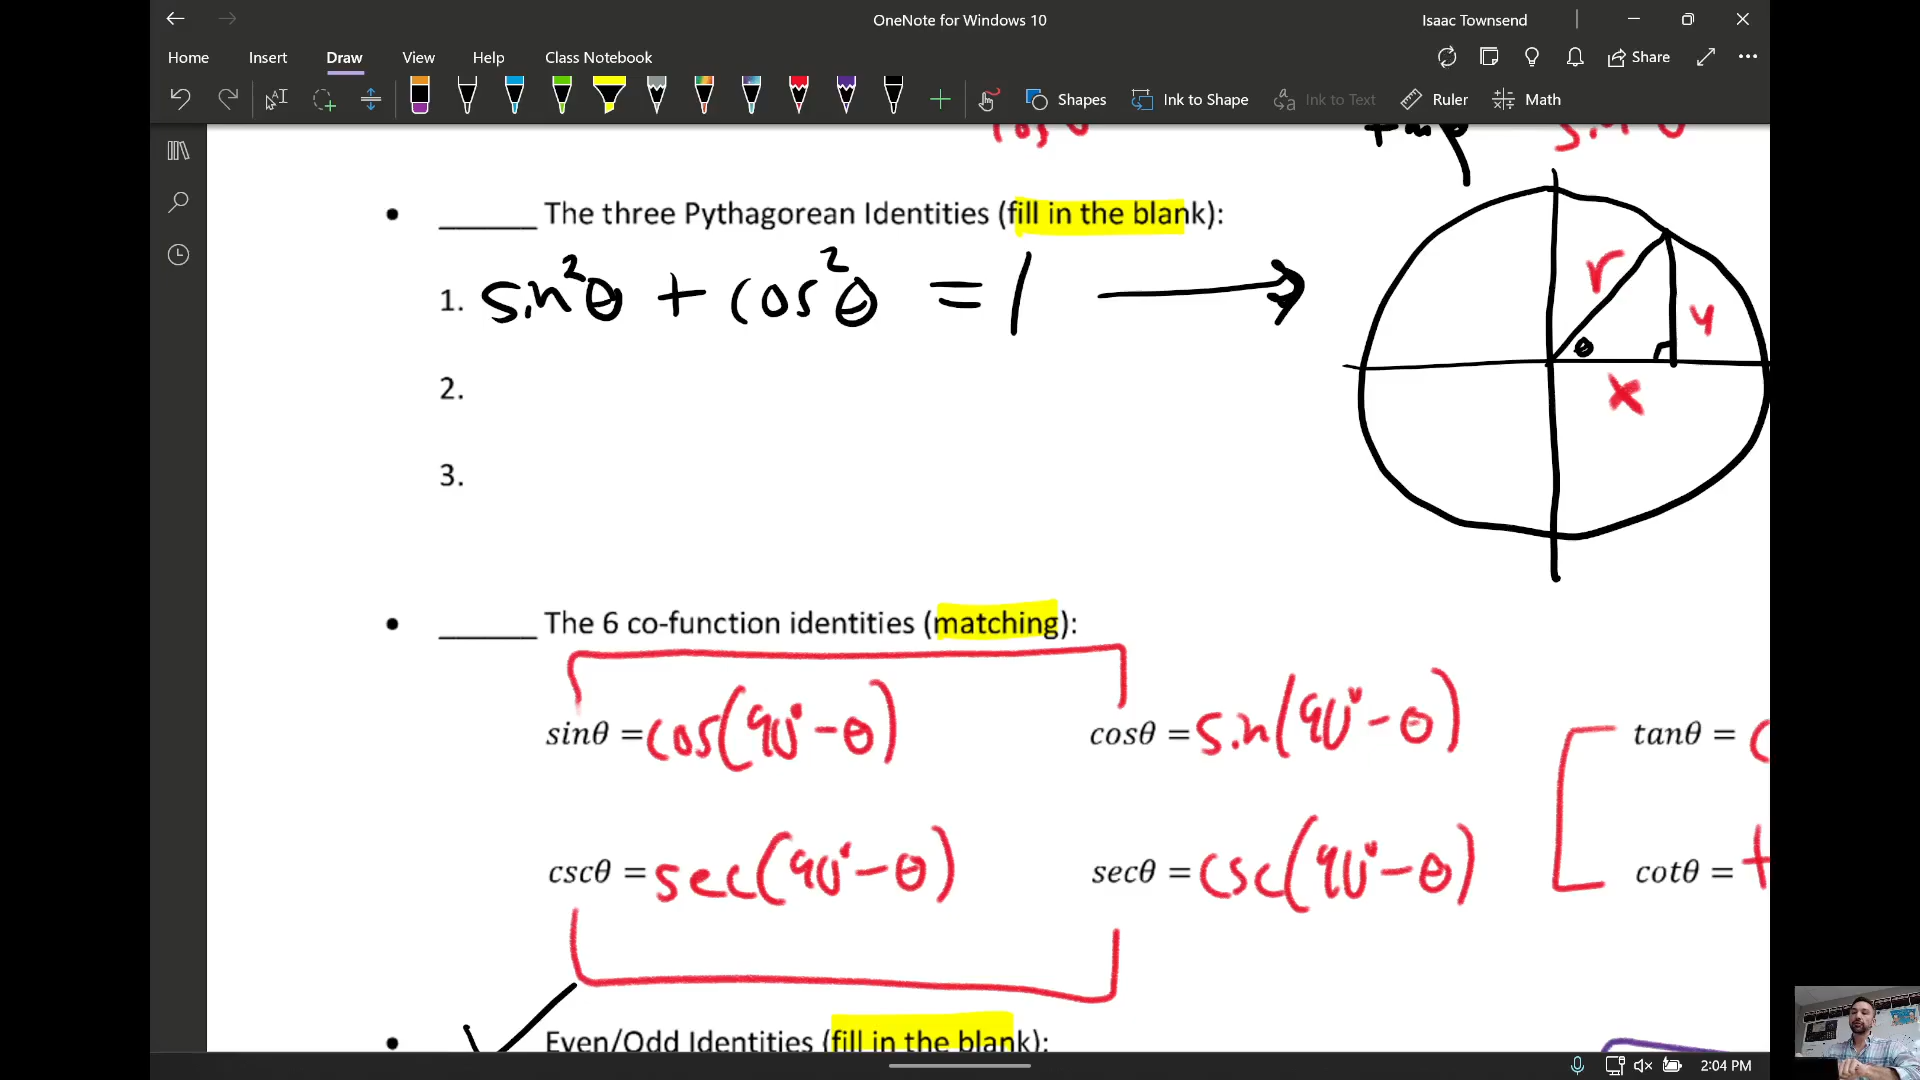 OneNote for Windows 10
Isaac Townsend
Home Insert Draw View Help Class Notebook
Share
Shapes Ink to Shape Ink to Text Ruler Math
cos θ
sin θ
• ______ The three Pythagorean Identities (fill in the blank):
1. sin²θ + cos²θ = 1
r
y
θ
x
2.
3.
• ______ The 6 co-function identities (matching):
sinθ = cos(90°-θ) cosθ = sin(90°-θ) tanθ =
cscθ = sec(90°-θ) secθ = csc(90°-θ) cotθ = t
• Even/Odd Identities (fill in the blank):
2:04 PM